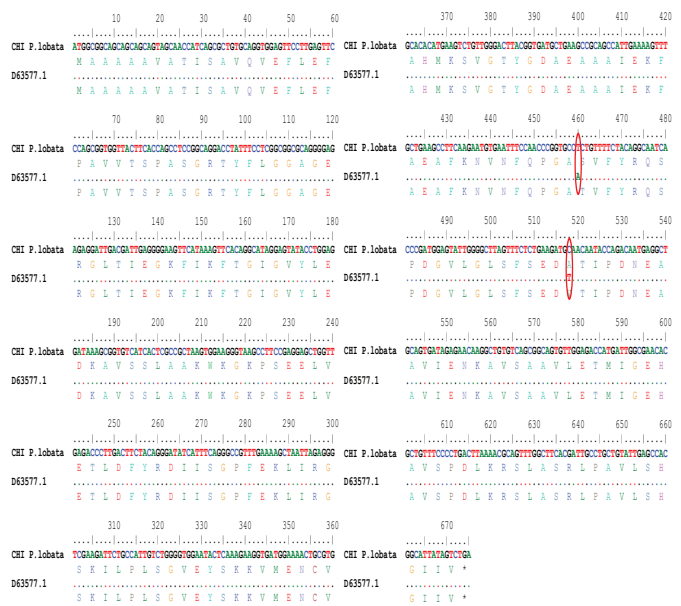 10 20 30 40 50 60
CHI P.lobata ATGGCGGCAGCAGCAGCAGTAGCAACCATCAGCGCTGTGCAGGTGGAGTTCCTTGAGTTC
M A A A A A V A T I S A V Q V E F L E F
D63577.1
M A A A A A V A T I S A V Q V E F L E F
70 80 90 100 110 120
CHI P.lobata CCAGCGGTGGTTACTTCACCAGCCTCCGGCAGGACCTATTTCCTCGGCGGCGCAGGGGAG
P A V V T S P A S G R T Y F L G G A G E
D63577.1
P A V V T S P A S G R T Y F L G G A G E
130 140 150 160 170 180
CHI P.lobata AGAGGATTGACGATTGAGGGGAAGTTCATAAAGTTCACAGGCATAGGAGTATACCTGGAG
R G L T I E G K F I K F T G I G V Y L E
D63577.1
R G L T I E G K F I K F T G I G V Y L E
190 200 210 220 230 240
CHI P.lobata GATAAAGCGGTGTCATCACTCGCCGCTAAGTGGAAGGGTAAGCCTTCCGAGGAGCTGGTT
D K A V S S L A A K W K G K P S E E L V
D63577.1
D K A V S S L A A K W K G K P S E E L V
250 260 270 280 290 300
CHI P.lobata GAGACCCTTGACTTCTACAGGGATATCATTTCAGGGCCGTTTGAAAAGCTAATTAGAGGG
E T L D F Y R D I I S G P F E K L I R G
D63577.1
E T L D F Y R D I I S G P F E K L I R G
310 320 330 340 350 360
CHI P.lobata TCGAAGATTCTGCCATTGTCTGGGGTGGAATACTCAAAGAAGGTGATGGAAAACTGCGTG
S K I L P L S G V E Y S K K V M E N C V
D63577.1
S K I L P L S G V E Y S K K V M E N C V
370 380 390 400 410 420
CHI P.lobata GCACACATGAAGTCTGTTGGGACTTACGGTGATGCTGAAGCCGCAGCCATTGAAAAGTTT
A H M K S V G T Y G D A E A A A I E K F
D63577.1
A H M K S V G T Y G D A E A A A I E K F
430 440 450 460 470 480
CHI P.lobata GCTGAAGCCTTCAAGAATGTGAATTTCCAACCCGGTGCCTCTGTTTTCTACAGGCAATCA
A E A F K N V N F Q P G A S V F Y R Q S
D63577.1
A
A E A F K N V N F Q P G A T V F Y R Q S
490 500 510 520 530 540
CHI P.lobata CCCGATGGAGTATTGGGGCTTAGTTTCTCTGAAGATGCAACAATACCAGACAATGAGGCT
P D G V L G L S F S E D A T I P D N E A
D63577.1
T
P D G V L G L S F S E D T I P D N E A
550 560 570 580 590 600
CHI P.lobata GCAGTGATAGAGAACAAGGCTGTGTCAGCGGCAGTGTTGGAGACCATGATTGGCGAACAC
A V I E N K A V S A A V L E T M I G E H
D63577.1
A V I E N K A V S A A V L E T M I G E H
610 620 630 640 650 660
CHI P.lobata GCTGTTTCCCCTGACTTAAAACGCAGTTTGGCTTCACGATTGCCTGCTGTATTGAGCCAC
A V S P D L K R S L A S R L P A V L S H
D63577.1
A V S P D L K R S L A S R L P A V L S H
670
CHI P.lobata GGCATTATAGTCTGA
G I I V *
D63577.1
G I I V *